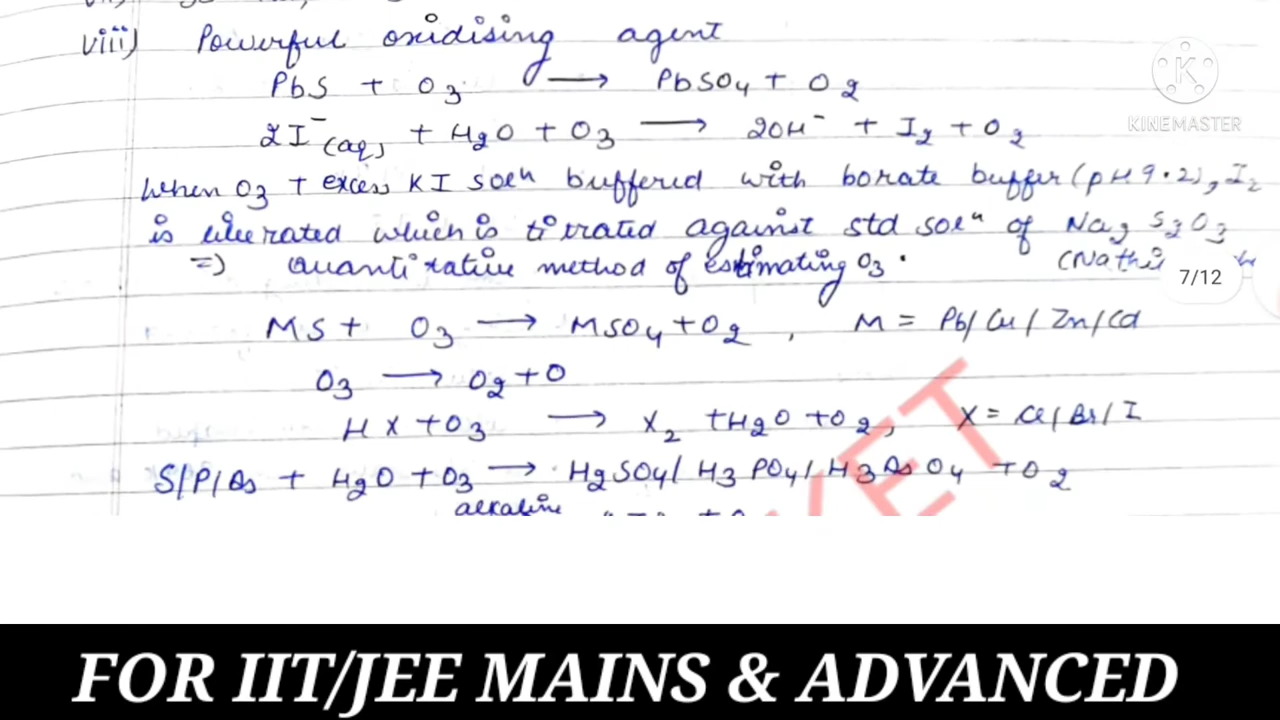 viii) Powerful oxidising agent
PbS + O3 → PbSO4 + O2
2I⁻(aq) + H2O + O3 → 2OH⁻ + I2 + O2
When O3 + excess KI solⁿ buffered with borate buffer (pH 9.2), I2
is liberated which is titrated against std solⁿ of Na2S2O3
⇒) Quantitative method of estimating O3.
MS + O3 → MSO4 + O2, M = Pb/Cu/Zn/Cd
O3 → O2 + O
HX + O3 → X2 + H2O + O2, X = Cl/Br/I
S/P/As + H2O + O3 → H2SO4/H3PO4/H3AsO4 + O2
alkaline
KINEMASTER
7/12
KET
FOR IIT/JEE MAINS & ADVANCED